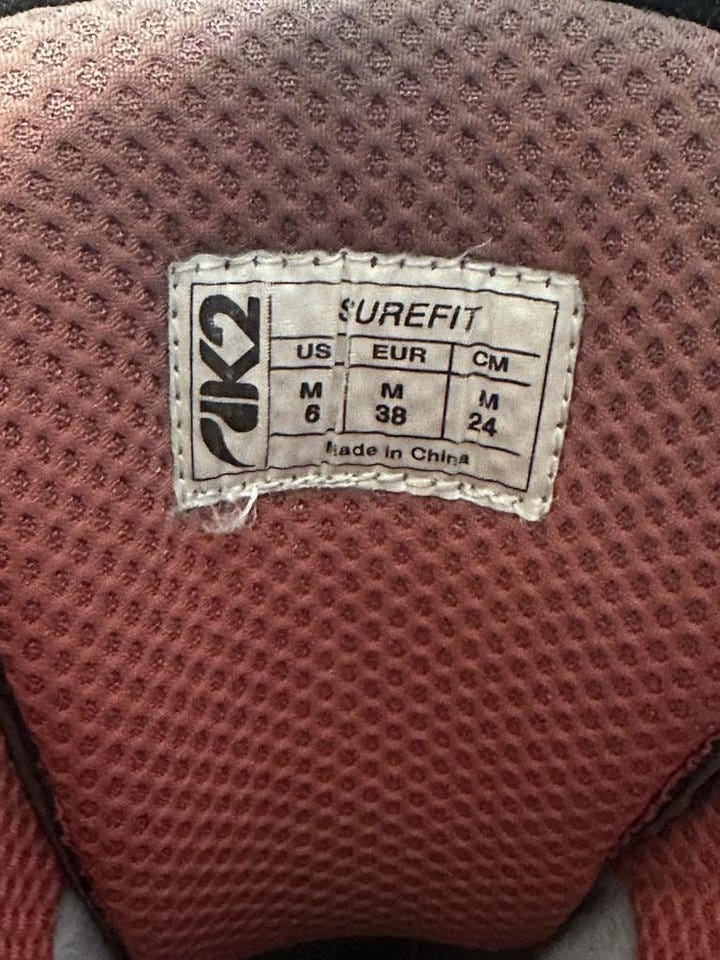 K2
SUREFIT
US EUR CM
M M M
6 38 24
Made in China